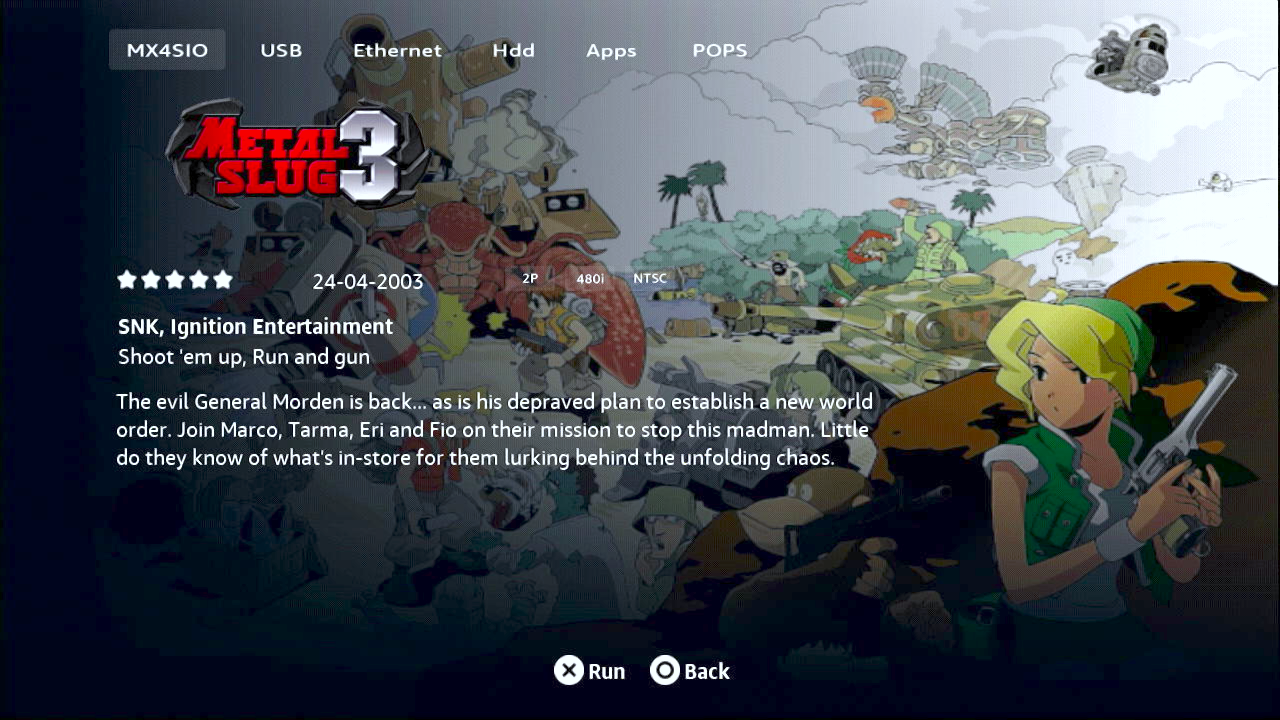 MX4SIO USB Ethernet Hdd Apps POPS
METAL SLUG 3
24-04-2003 2P 480i NTSC
SNK, Ignition Entertainment
Shoot 'em up, Run and gun
The evil General Morden is back... as is his depraved plan to establish a new world
order. Join Marco, Tarma, Eri and Fio on their mission to stop this madman. Little
do they know of what's in-store for them lurking behind the unfolding chaos.
Run Back